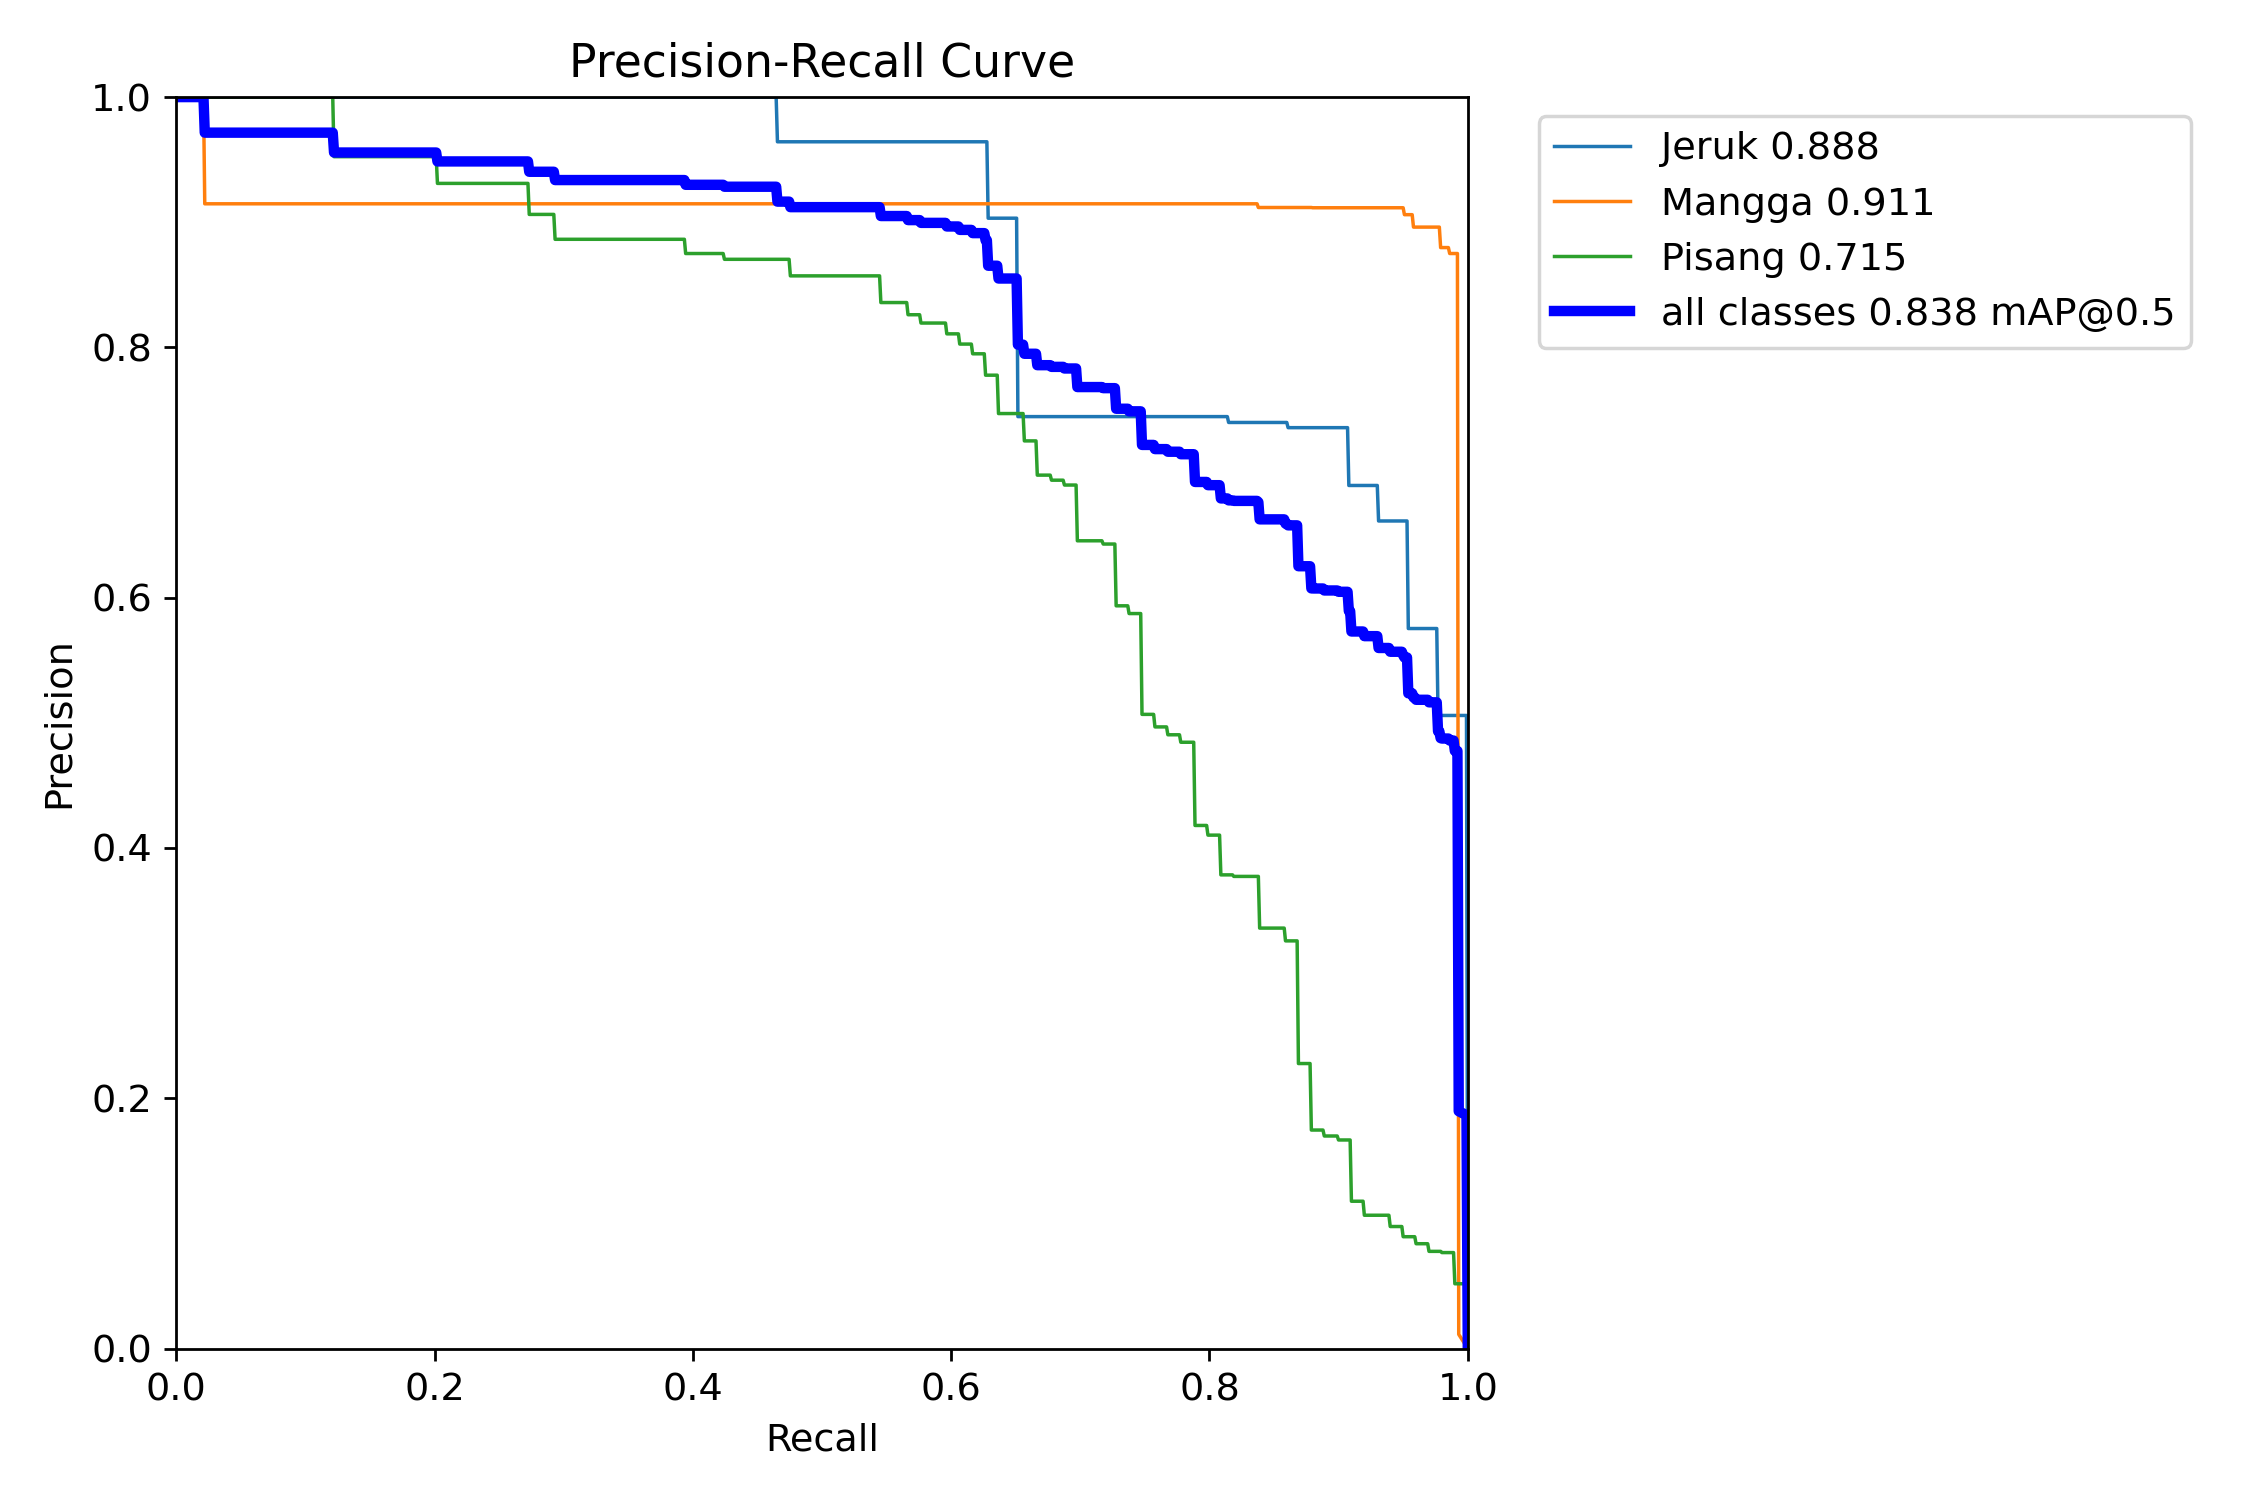 Precision-Recall Curve
1.0
0.8
0.6
0.4
0.2
0.0
Precision
0.0 0.2 0.4 0.6 0.8 1.0
Recall
Jeruk 0.888
Mangga 0.911
Pisang 0.715
all classes 0.838 mAP@0.5